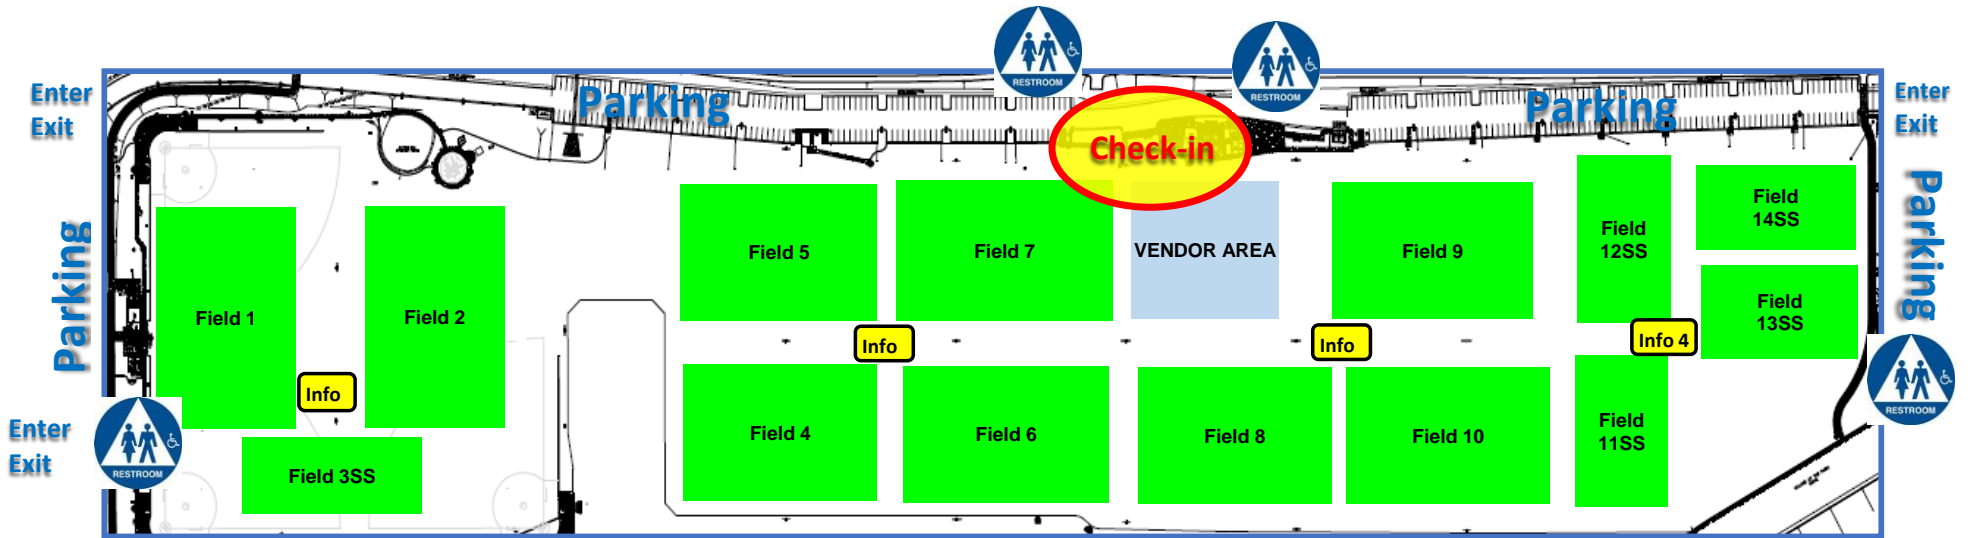 RESTROOM
RESTROOM
Enter
Exit
Parking
Parking
Enter
Exit
Check-in
Parking
Parking
Field 1
Field 2
Field 5
Field 7
VENDOR AREA
Field 9
Field
12SS
Field
14SS
Field
13SS
Info
Info
Info
Info 4
RESTROOM
Enter
Exit
RESTROOM
Field 3SS
Field 4
Field 6
Field 8
Field 10
Field
11SS